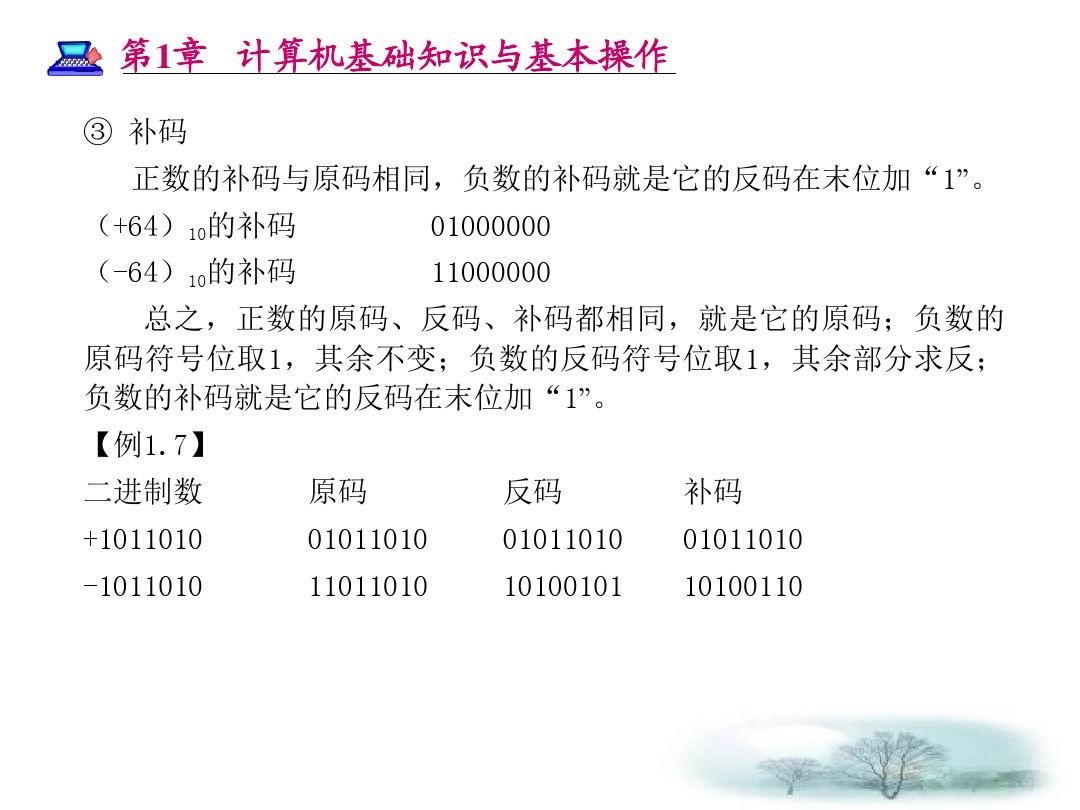 第1章 计算机基础知识与基本操作
③ 补码
正数的补码与原码相同，负数的补码就是它的反码在末位加“1”。
（+64）10的补码 01000000
（-64）10的补码 11000000
总之，正数的原码、反码、补码都相同，就是它的原码；负数的
原码符号位取1，其余不变；负数的反码符号位取1，其余部分求反；
负数的补码就是它的反码在末位加“1”。
【例1.7】
二进制数 原码 反码 补码
+1011010 01011010 01011010 01011010
-1011010 11011010 10100101 10100110